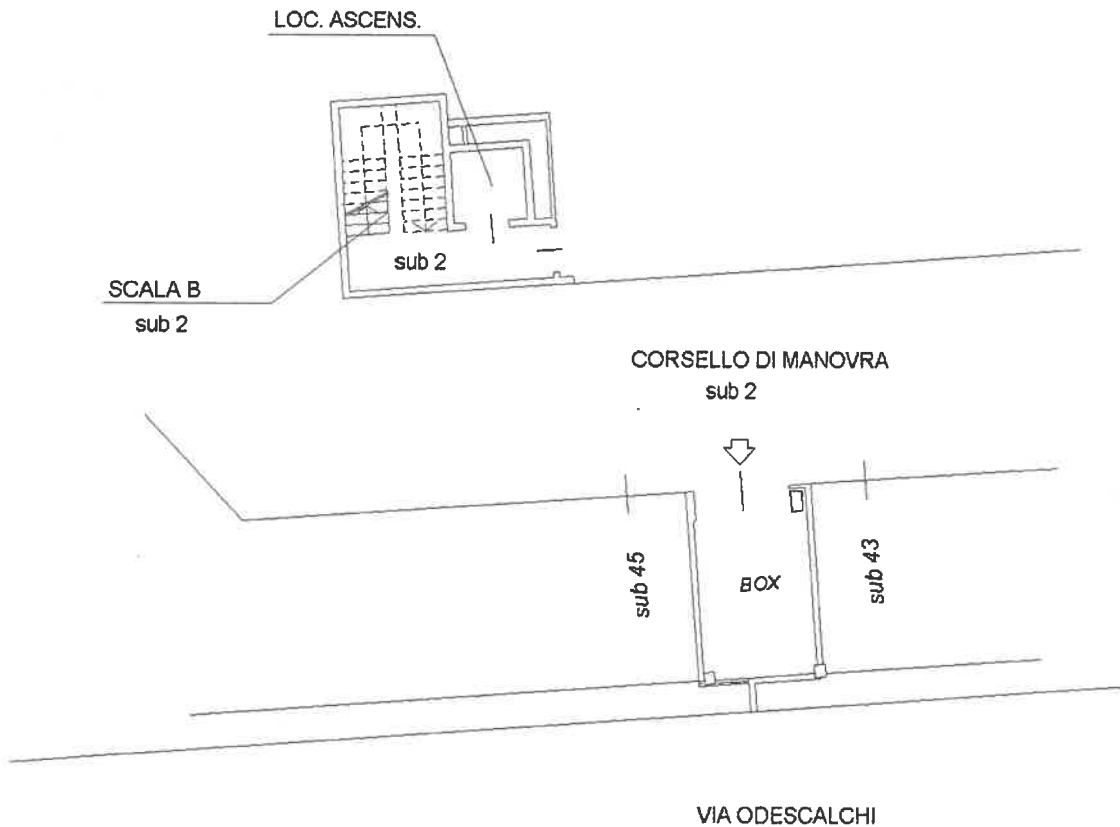 LOC. ASCENS.
sub 2
SCALA B
sub 2
CORSELLO DI MANOVRA
sub 2
sub 45
BOX
sub 43
VIA ODESCALCHI